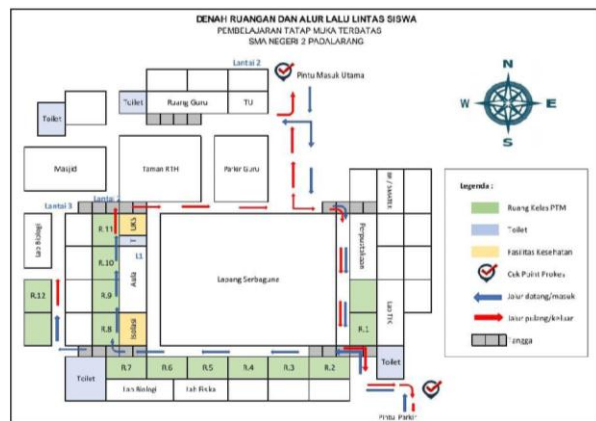 DENAH RUANGAN DAN ALUR LALU LINTAS SISWA
PEMBELAJARAN TATAP MUKA TERBATAS
SMA NEGERI 2 PADALARANG
Lantai 2
Pintu Masuk Utama
Toilet
Ruang Guru
TU
Toilet
N
W
E
S
Masjid
Taman RTH
Parkir Guru
Legenda :
Ruang Kelas PTM
Toilet
Fasilitas Kesehatan
Cek Point Prokes
Jalur datang/masuk
Jalur pulang/keluar
Tangga
Lantai 3
Lantai
Lab Biologi
R.11
UKS
R.10
L1
Aula
R.9
R.12
R.8
Isolasi
Lapang Serbaguna
Perpustakaan
Lab TIK
R.1
R.7
R.6
R.5
R.4
R.3
R.2
Toilet
Toilet
Lab Biologi
Lab Fisika
Pintu Parkir